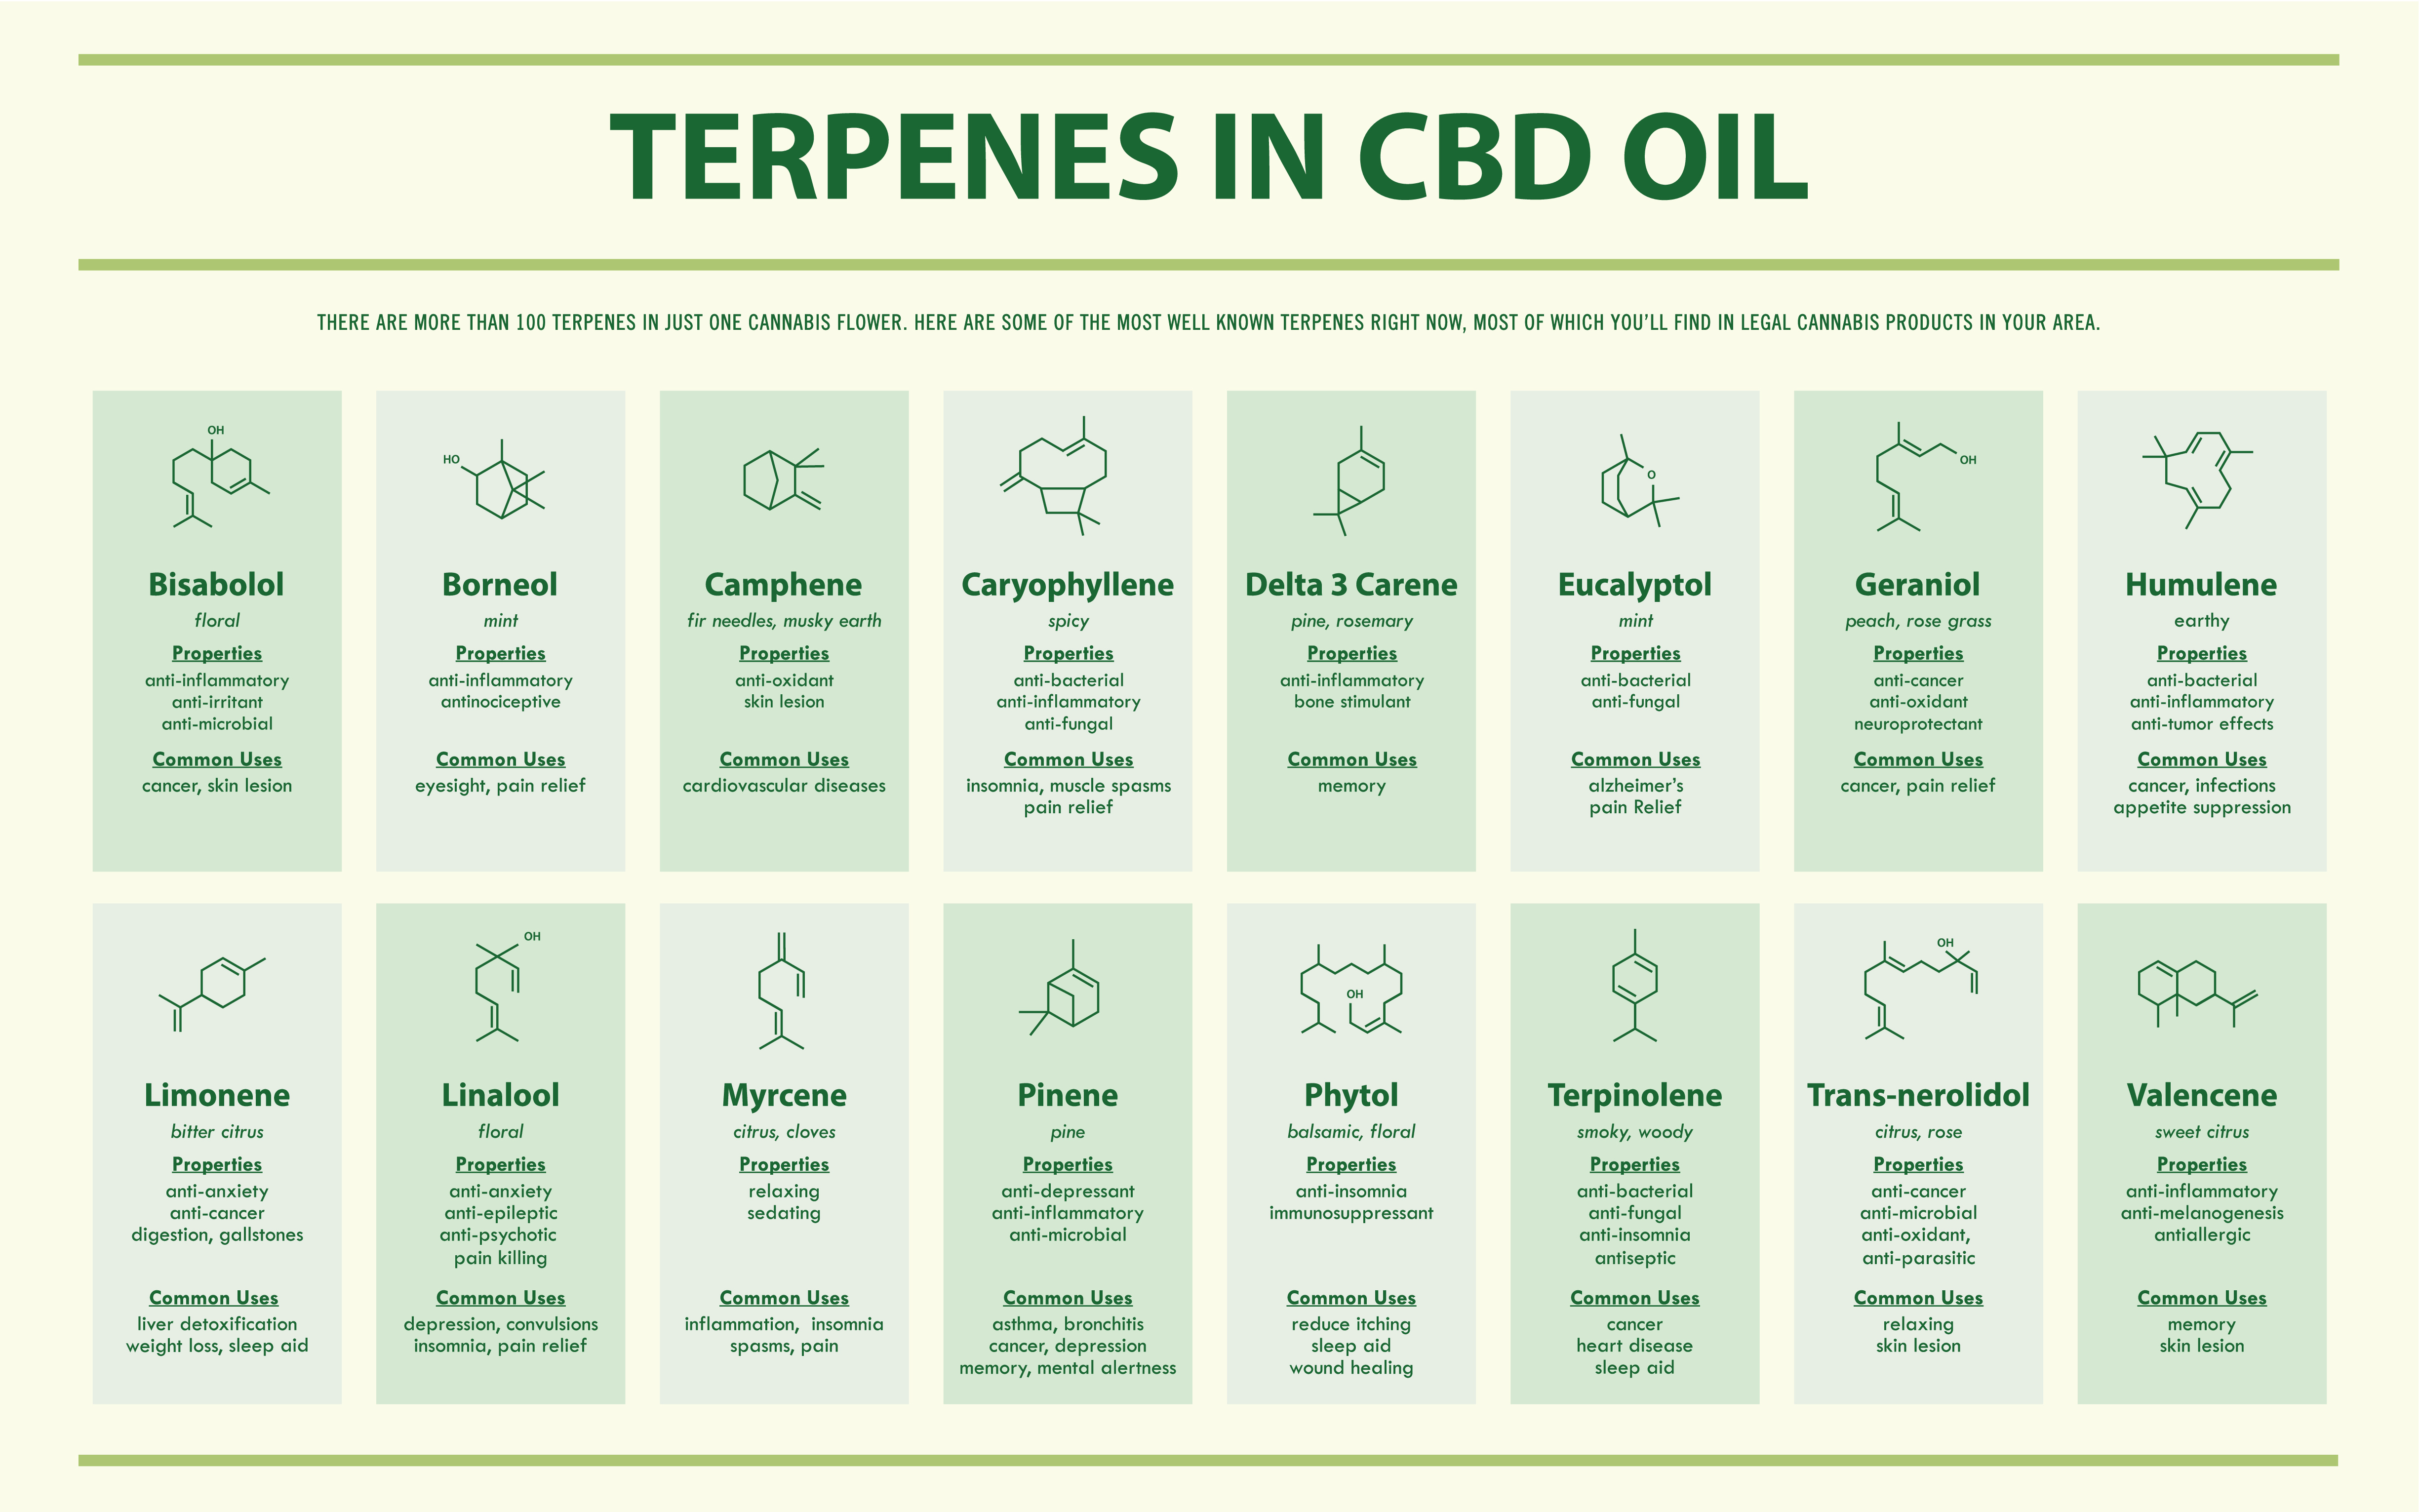 TERPENES IN CBD OIL
THERE ARE MORE THAN 100 TERPENES IN JUST ONE CANNABIS FLOWER. HERE ARE SOME OF THE MOST WELL KNOWN TERPENES RIGHT NOW, MOST OF WHICH YOU'LL FIND IN LEGAL CANNABIS PRODUCTS IN YOUR AREA.
OH
Bisabolol
floral
Properties
anti-inflammatory
anti-irritant
anti-microbial
Common Uses
cancer, skin lesion
HO
Borneol
mint
Properties
anti-inflammatory
antinociceptive
Common Uses
eyesight, pain relief
Camphene
fir needles, musky earth
Properties
anti-oxidant
skin lesion
Common Uses
cardiovascular diseases
Caryophyllene
spicy
Properties
anti-bacterial
anti-inflammatory
anti-fungal
Common Uses
insomnia, muscle spasms
pain relief
Delta 3 Carene
pine, rosemary
Properties
anti-inflammatory
bone stimulant
Common Uses
memory
O
Eucalyptol
mint
Properties
anti-bacterial
anti-fungal
Common Uses
alzheimer's
pain Relief
OH
Geraniol
peach, rose grass
Properties
anti-cancer
anti-oxidant
neuroprotectant
Common Uses
cancer, pain relief
Humulene
earthy
Properties
anti-bacterial
anti-inflammatory
anti-tumor effects
Common Uses
cancer, infections
appetite suppression
Limonene
bitter citrus
Properties
anti-anxiety
anti-cancer
digestion, gallstones
Common Uses
liver detoxification
weight loss, sleep aid
OH
Linalool
floral
Properties
anti-anxiety
anti-epileptic
anti-psychotic
pain killing
Common Uses
depression, convulsions
insomnia, pain relief
Myrcene
citrus, cloves
Properties
relaxing
sedating
Common Uses
inflammation, insomnia
spasms, pain
Pinene
pine
Properties
anti-depressant
anti-inflammatory
anti-microbial
Common Uses
asthma, bronchitis
cancer, depression
memory, mental alertness
OH
Phytol
balsamic, floral
Properties
anti-insomnia
immunosuppressant
Common Uses
reduce itching
sleep aid
wound healing
Terpinolene
smoky, woody
Properties
anti-bacterial
anti-fungal
anti-insomnia
antiseptic
Common Uses
cancer
heart disease
sleep aid
OH
Trans-nerolidol
citrus, rose
Properties
anti-cancer
anti-microbial
anti-oxidant,
anti-parasitic
Common Uses
relaxing
skin lesion
Valencene
sweet citrus
Properties
anti-inflammatory
anti-melanogenesis
antiallergic
Common Uses
memory
skin lesion